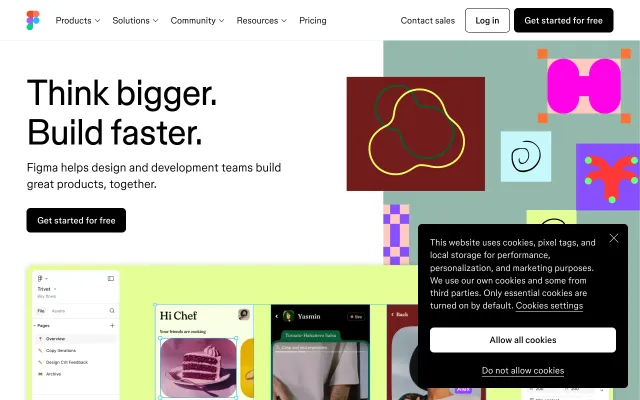 Products
Solutions
Community
Resources
Pricing
Contact sales
Log in
Get started for free
Think bigger.
Build faster.
Figma helps design and development teams build
great products, together.
Get started for free
This website uses cookies, pixel tags, and
local storage for performance,
personalization, and marketing purposes.
We use our own cookies and some from
third parties. Only essential cookies are
turned on by default. Cookies settings
Allow all cookies
Do not allow cookies
Trivet
File
Assets
Pages
Overview
Copy Iterations
Design Crit Feedback
Archive
Hi Chef
Your friends are cooking
Yasmin
Back